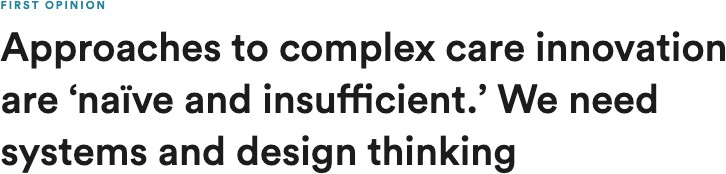 FIRST OPINION
Approaches to complex care innovation
are ‘naïve and insufficient.’ We need
systems and design thinking